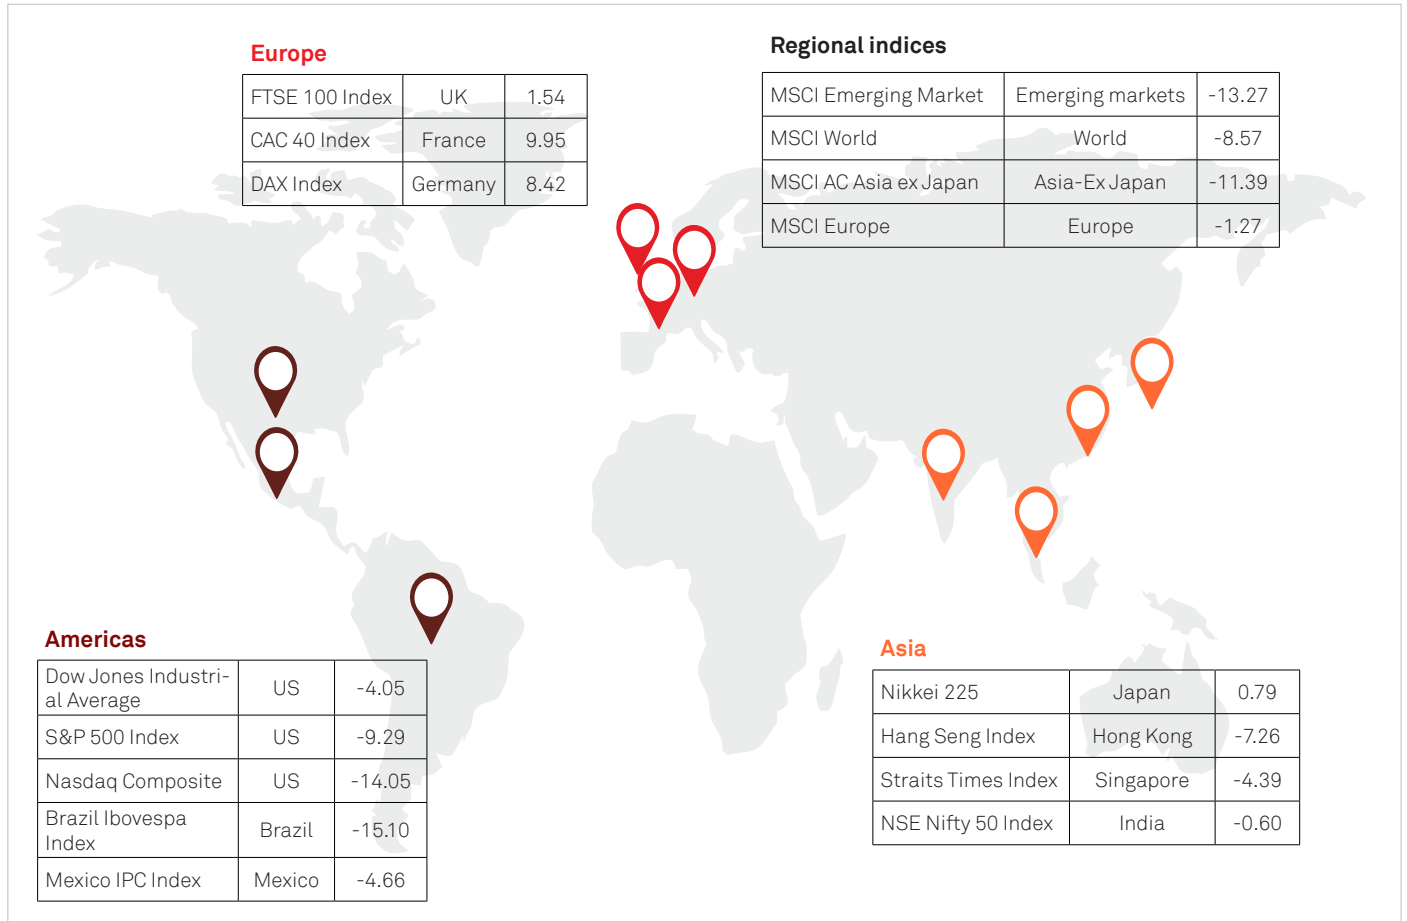 Europe
FTSE 100 Index UK 1.54
CAC 40 Index France 9.95
DAX Index Germany 8.42
Regional indices
MSCI Emerging Market Emerging markets -13.27
MSCI World World -8.57
MSCI AC Asia ex Japan Asia-Ex Japan -11.39
MSCI Europe Europe -1.27
Americas
Dow Jones Industri-
al Average US -4.05
S&P 500 Index US -9.29
Nasdaq Composite US -14.05
Brazil Ibovespa
Index Brazil -15.10
Mexico IPC Index Mexico -4.66
Asia
Nikkei 225 Japan 0.79
Hang Seng Index Hong Kong -7.26
Straits Times Index Singapore -4.39
NSE Nifty 50 Index India -0.60